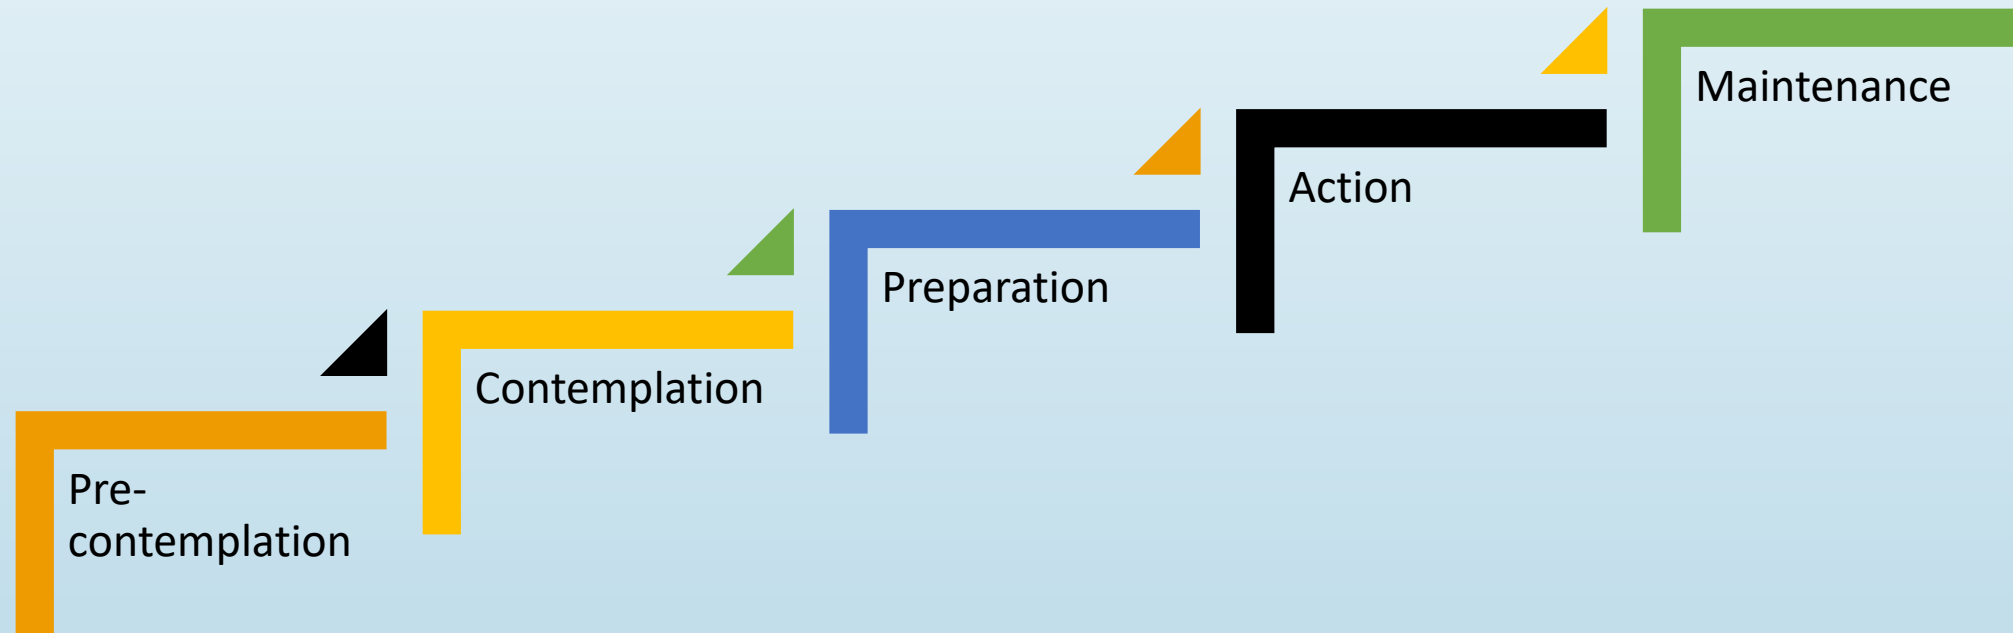 Pre-
contemplation
Contemplation
Preparation
Action
Maintenance